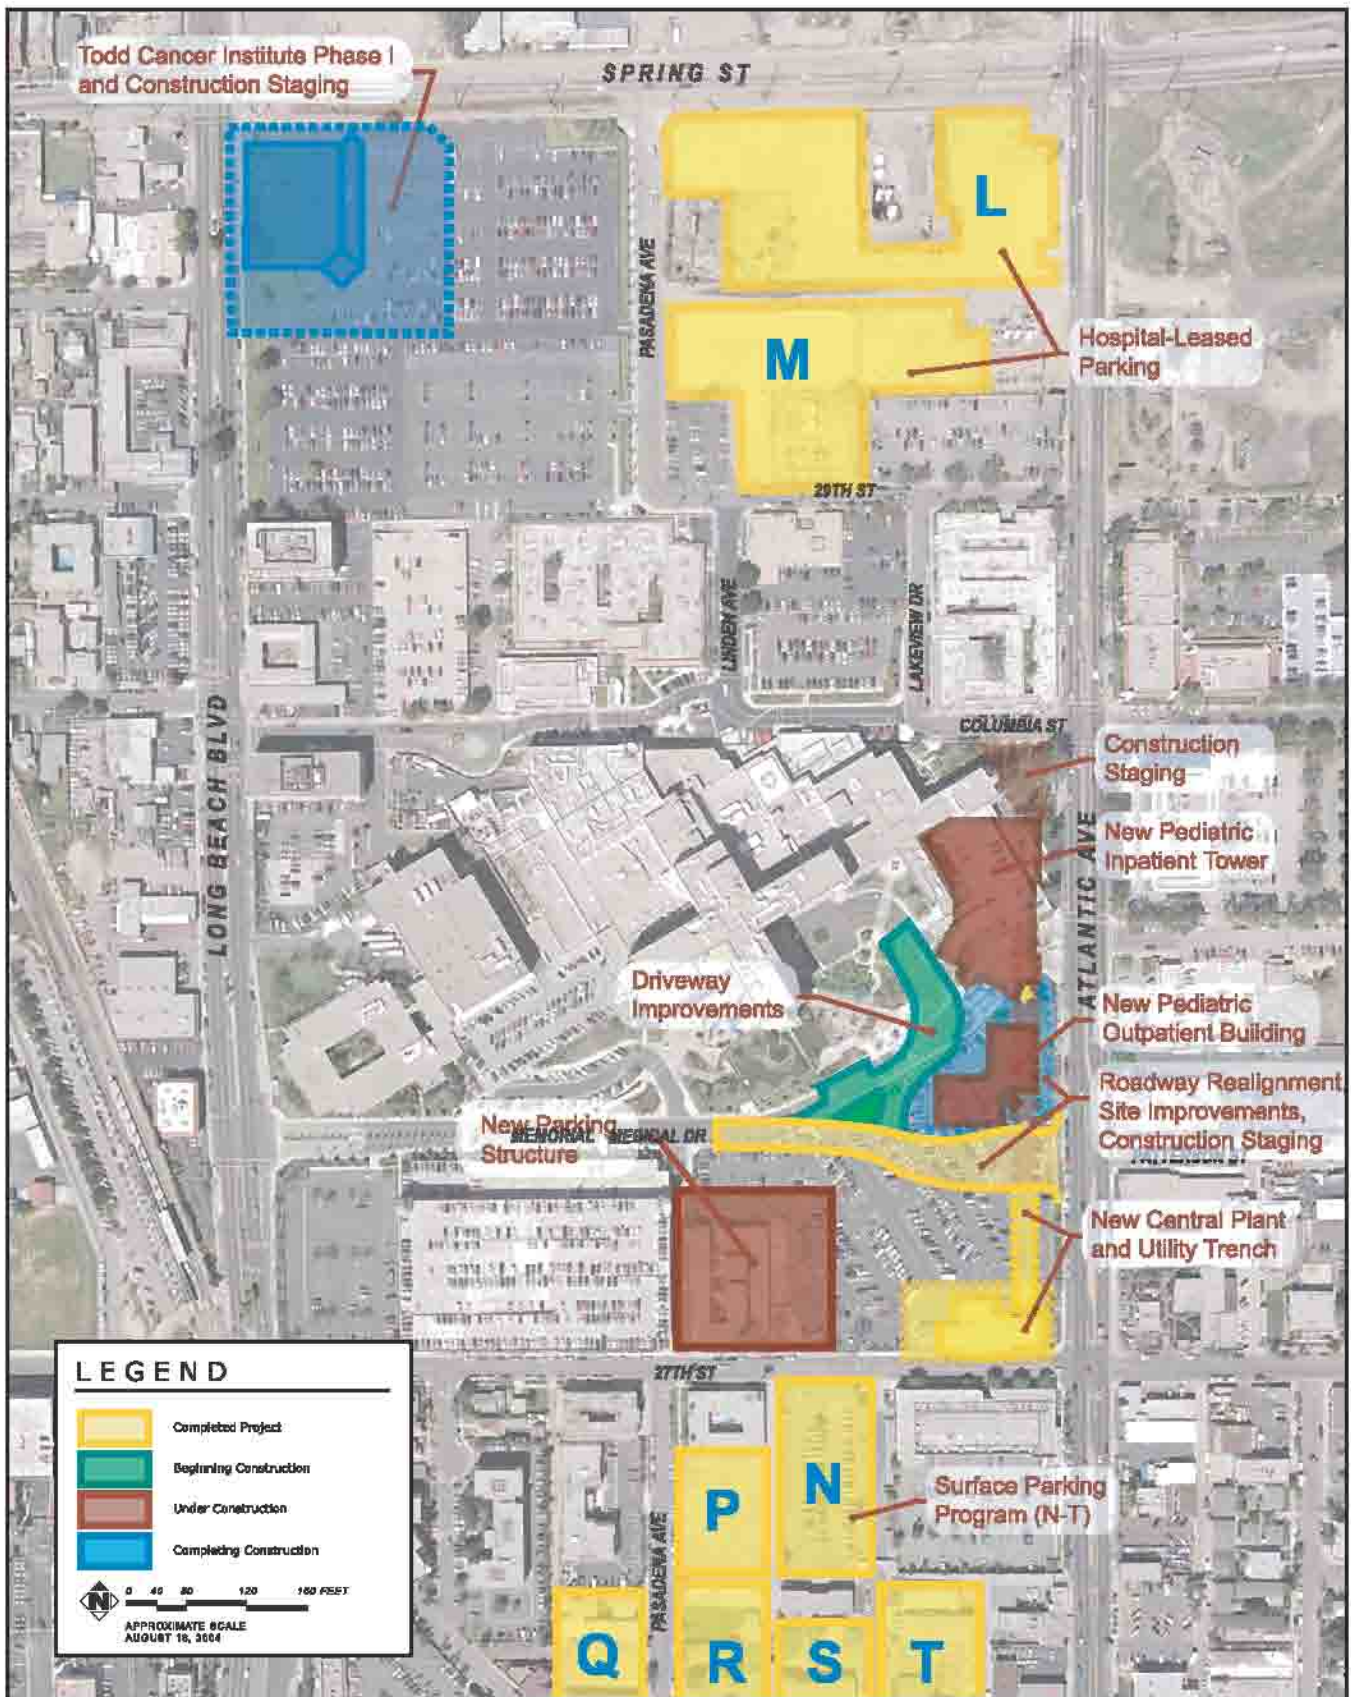 Todd Cancer Institute Phase I
and Construction Staging
SPRING ST
L
PASADENA AVE
M
Hospital-Leased
Parking
29TH ST
LINDEN AVE
LAKEVIEW DR
COLUMBIA ST
LONG BEACH BLVD
Construction
Staging
ATLANTIC AVE
New Pediatric
Inpatient Tower
Driveway
Improvements
New Pediatric
Outpatient Building
Roadway Realignment,
Site Improvements,
Construction Staging
New Parking
Structure
MEMORIAL MEDICAL DR
PATTERSON ST
New Central Plant
and Utility Trench
27TH ST
LEGEND
Completed Project
Beginning Construction
Under Construction
Completing Construction
N
0 40 80 120 160 FEET
APPROXIMATE SCALE
AUGUST 18, 2004
P
N
Surface Parking
Program (N-T)
PASADENA AVE
Q
R
S
T